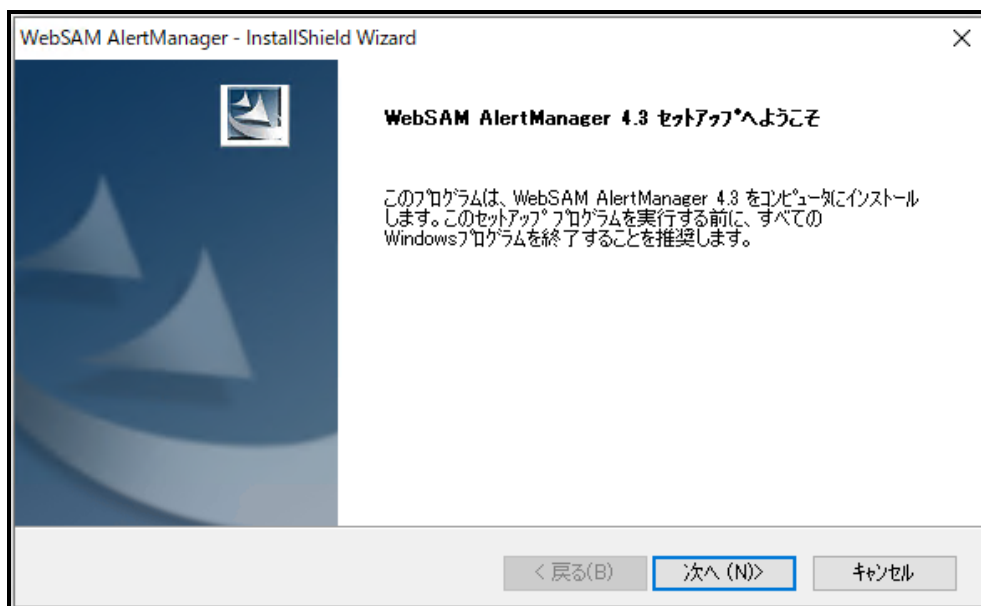 WebSAM AlertManager - InstallShield Wizard
WebSAM AlertManager 4.3 ｾｯﾄｱｯﾌﾟへようこそ
このﾌﾟﾛｸﾞﾗﾑは、WebSAM AlertManager 4.3 をｺﾝﾋﾟｭｰﾀにインストール
します。このｾｯﾄｱｯﾌﾟ ﾌﾟﾛｸﾞﾗﾑを実行する前に、すべての
Windowsﾌﾟﾛｸﾞﾗﾑを終了することを推奨します。
< 戻る(B)
次へ (N)>
ｷｬﾝｾﾙ